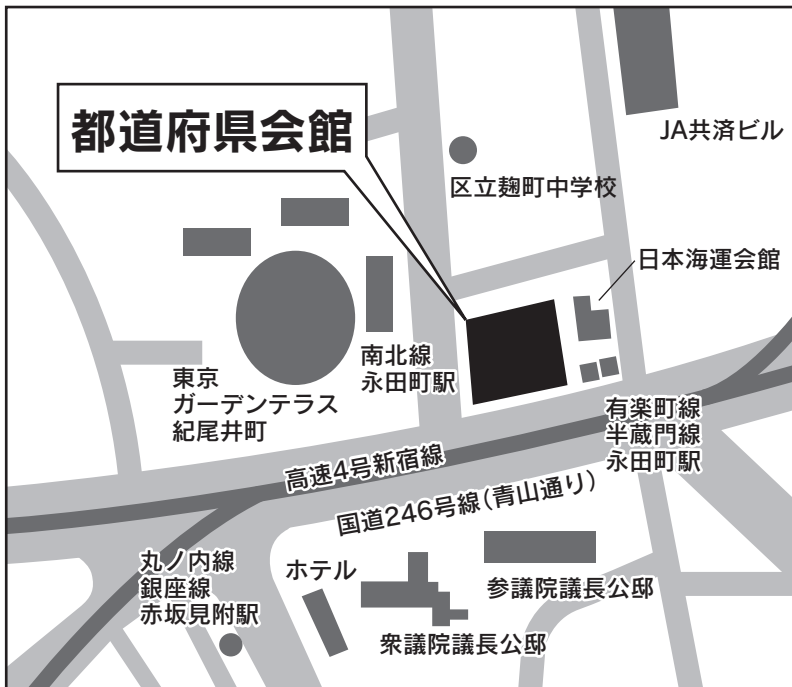 都道府県会館
JA共済ビル
区立麹町中学校
日本海運会館
南北線
永田町駅
東京
ガーデンテラス
紀尾井町
有楽町線
半蔵門線
永田町駅
高速4号新宿線
国道246号線(青山通り)
丸ノ内線
銀座線
赤坂見附駅
ホテル
参議院議長公邸
衆議院議長公邸